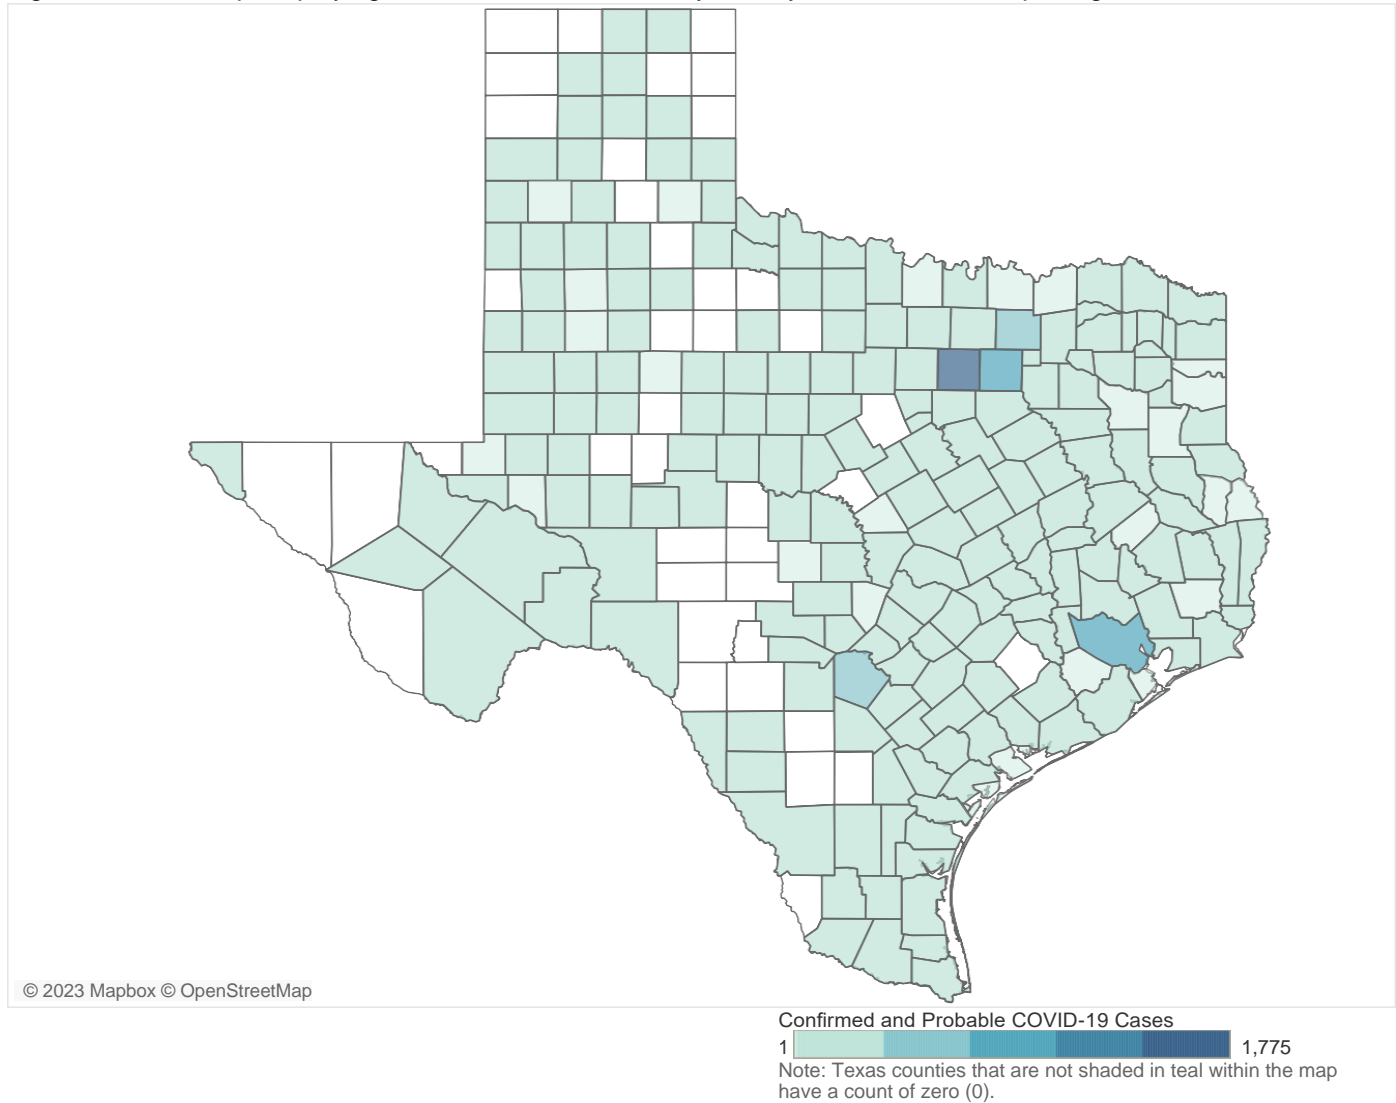 © 2023 Mapbox © OpenStreetMap
Confirmed and Probable COVID-19 Cases
1 1,775
Note: Texas counties that are not shaded in teal within the map
have a count of zero (0).